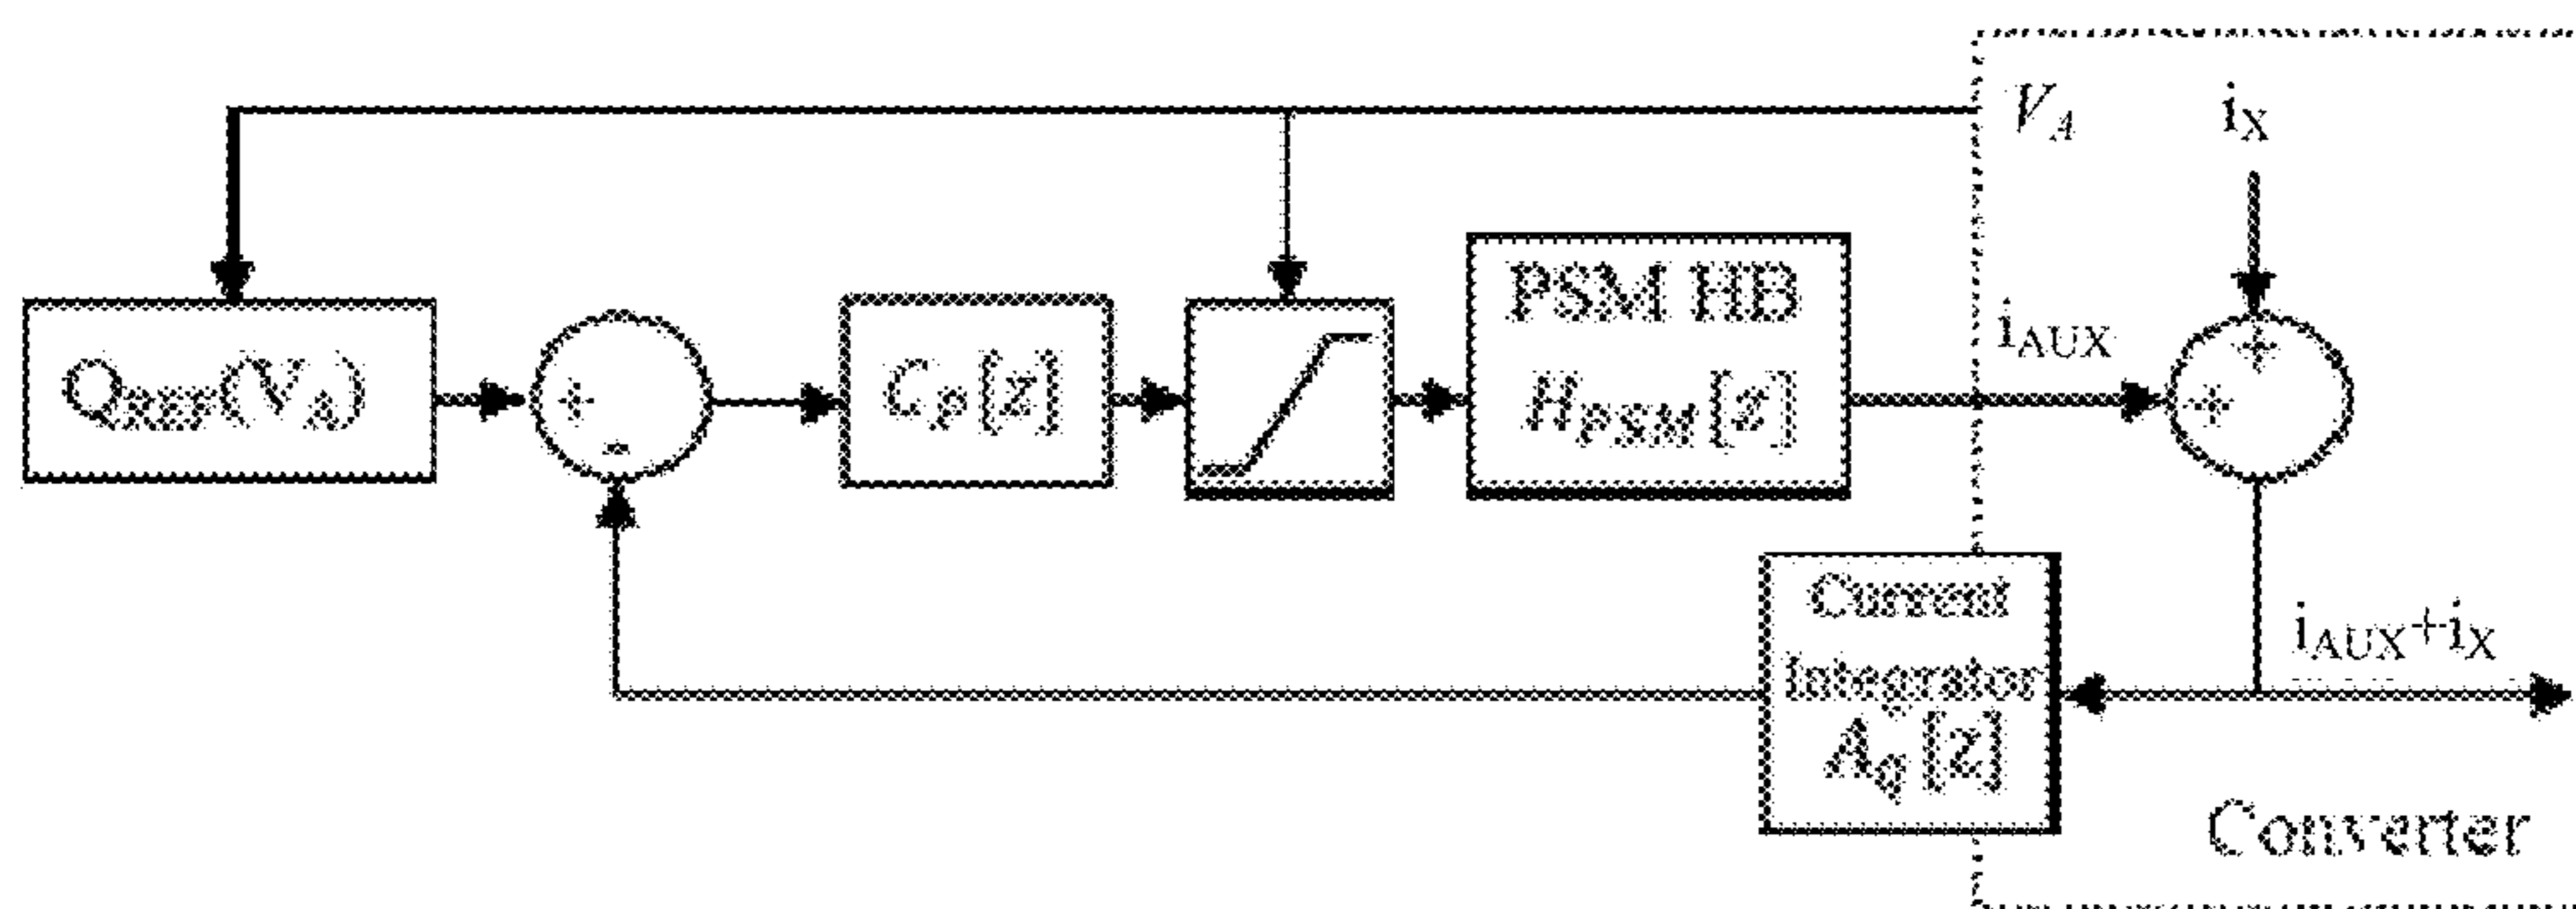 V_A
i_X
Q_REF(V_A)
+
-
C_P[z]
PSM HB
H_PSM[z]
i_AUX
+
+
Current
Integrator
A_q[z]
i_AUX+i_X
Converter